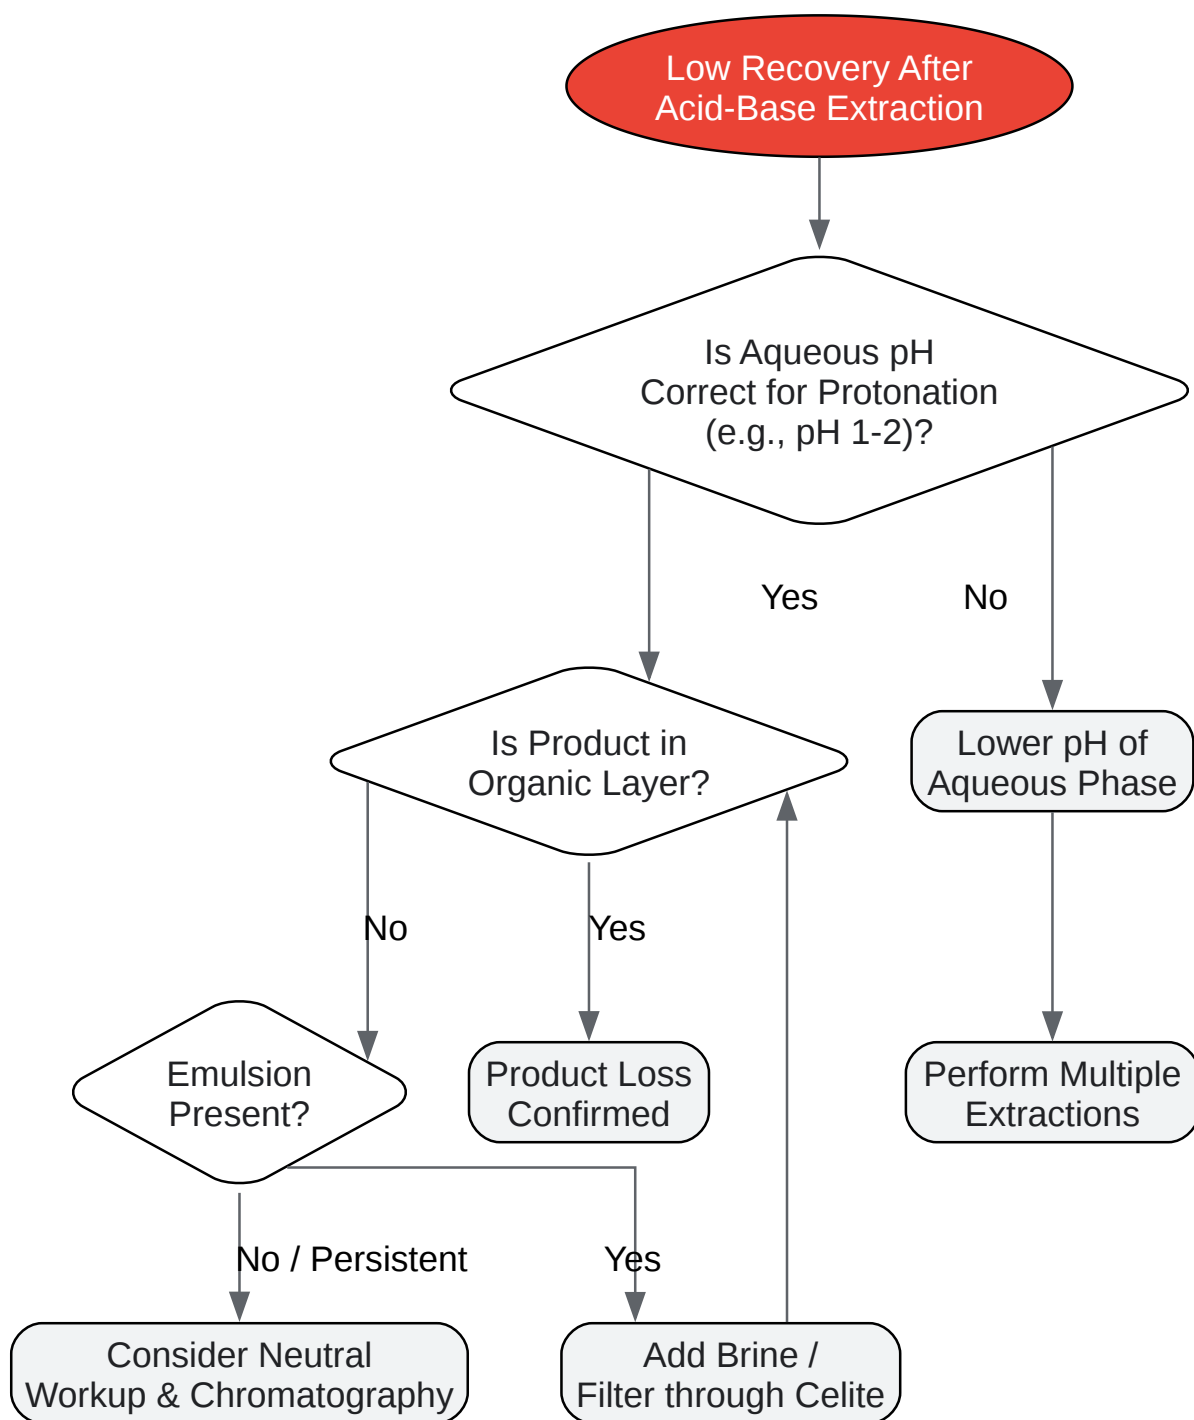 Low Recovery After
Acid-Base Extraction
Is Aqueous pH
Correct for Protonation
(e.g., pH 1-2)?
Yes
No
Is Product in
Organic Layer?
Lower pH of
Aqueous Phase
No
Yes
Emulsion
Present?
Product Loss
Confirmed
Perform Multiple
Extractions
No / Persistent
Yes
Consider Neutral
Workup & Chromatography
Add Brine /
Filter through Celite